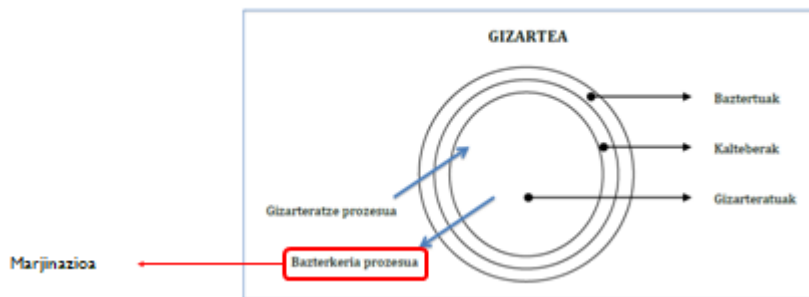 GIZARTEA
Baztertuak
Kalteberak
Gizarteratuak
Gizarteratze prozesua
Bazterkeria prozesua
Marjinazioa